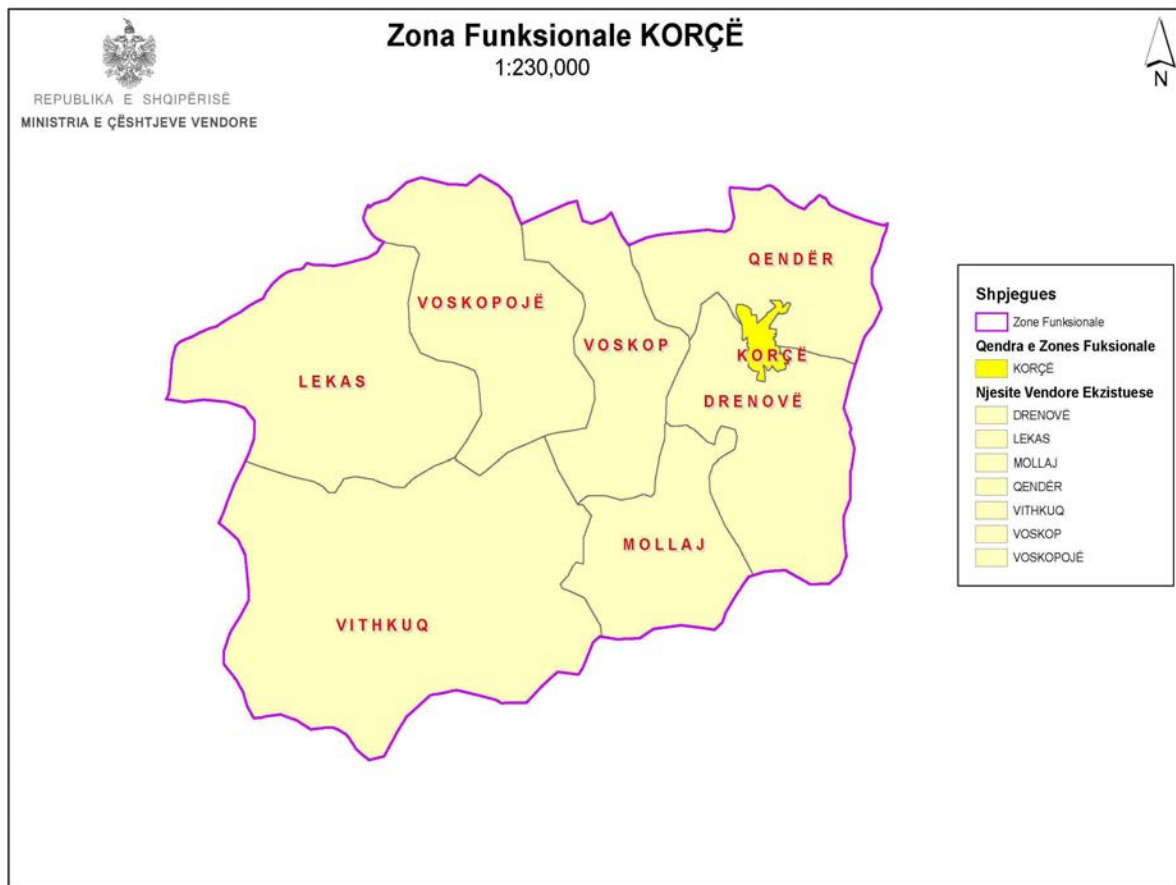 Zona Funksionale KORÇË
1:230,000
REPUBLIKA E SHQIPËRISË
MINISTRIA E ÇËSHTJEVE VENDORE
N
QENDËR
VOSKOPOJË
VOSKOP
KORÇË
LEKAS
DRENOVË
MOLLAJ
VITHKUQ
Shpjegues
Zone Funksionale
Qendra e Zones Fuksionale
KORÇË
Njesite Vendore Ekzistuese
DRENOVË
LEKAS
MOLLAJ
QENDËR
VITHKUQ
VOSKOP
VOSKOPOJË